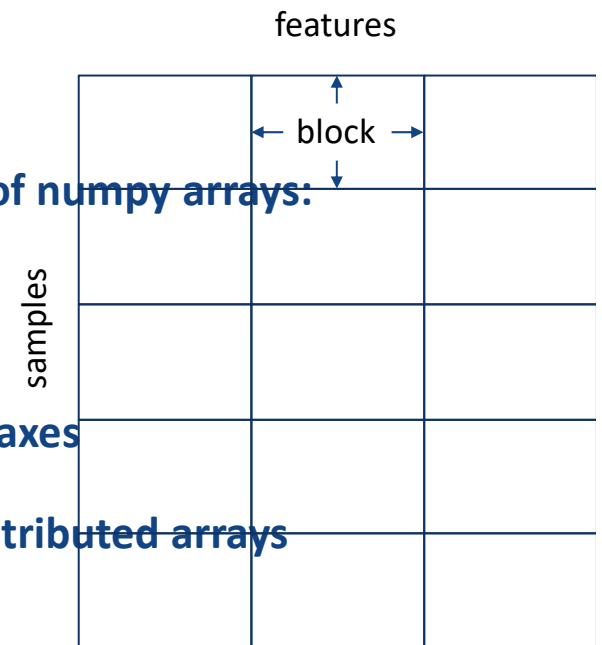 features
block
of numpy arrays:
samples
axes
tributed arrays